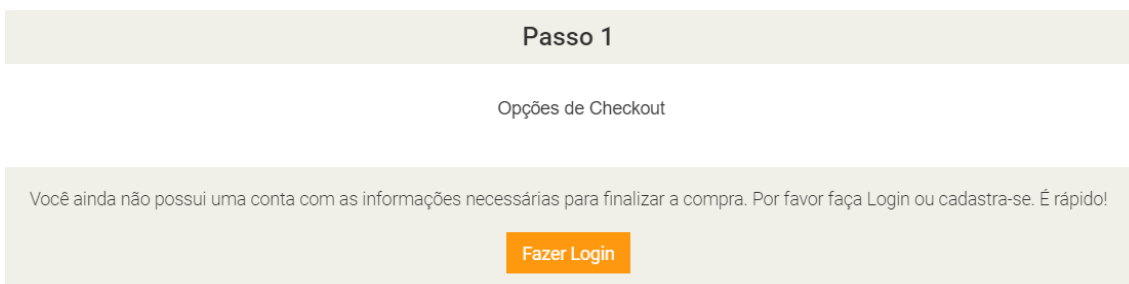 Passo 1
Opções de Checkout
Você ainda não possui uma conta com as informações necessárias para finalizar a compra. Por favor faça Login ou cadastra-se. É rápido!
Fazer Login